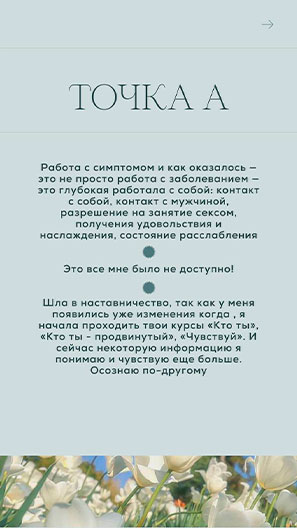 ТОЧКА А
Работа с симптомом и как оказалось –
это не просто работа с заболеванием –
это глубокая работала с собой: контакт
с собой, контакт с мужчиной,
разрешение на занятие сексом,
получения удовольствия и
наслаждения, состояние расслабления
Это все мне было не доступно!
Шла в наставничество, так как у меня
появились уже изменения когда , я
начала проходить твои курсы «Кто ты»,
«Кто ты - продвинутый», «Чувствуй». И
сейчас некоторую информацию я
понимаю и чувствую еще больше.
Осознаю по-другому